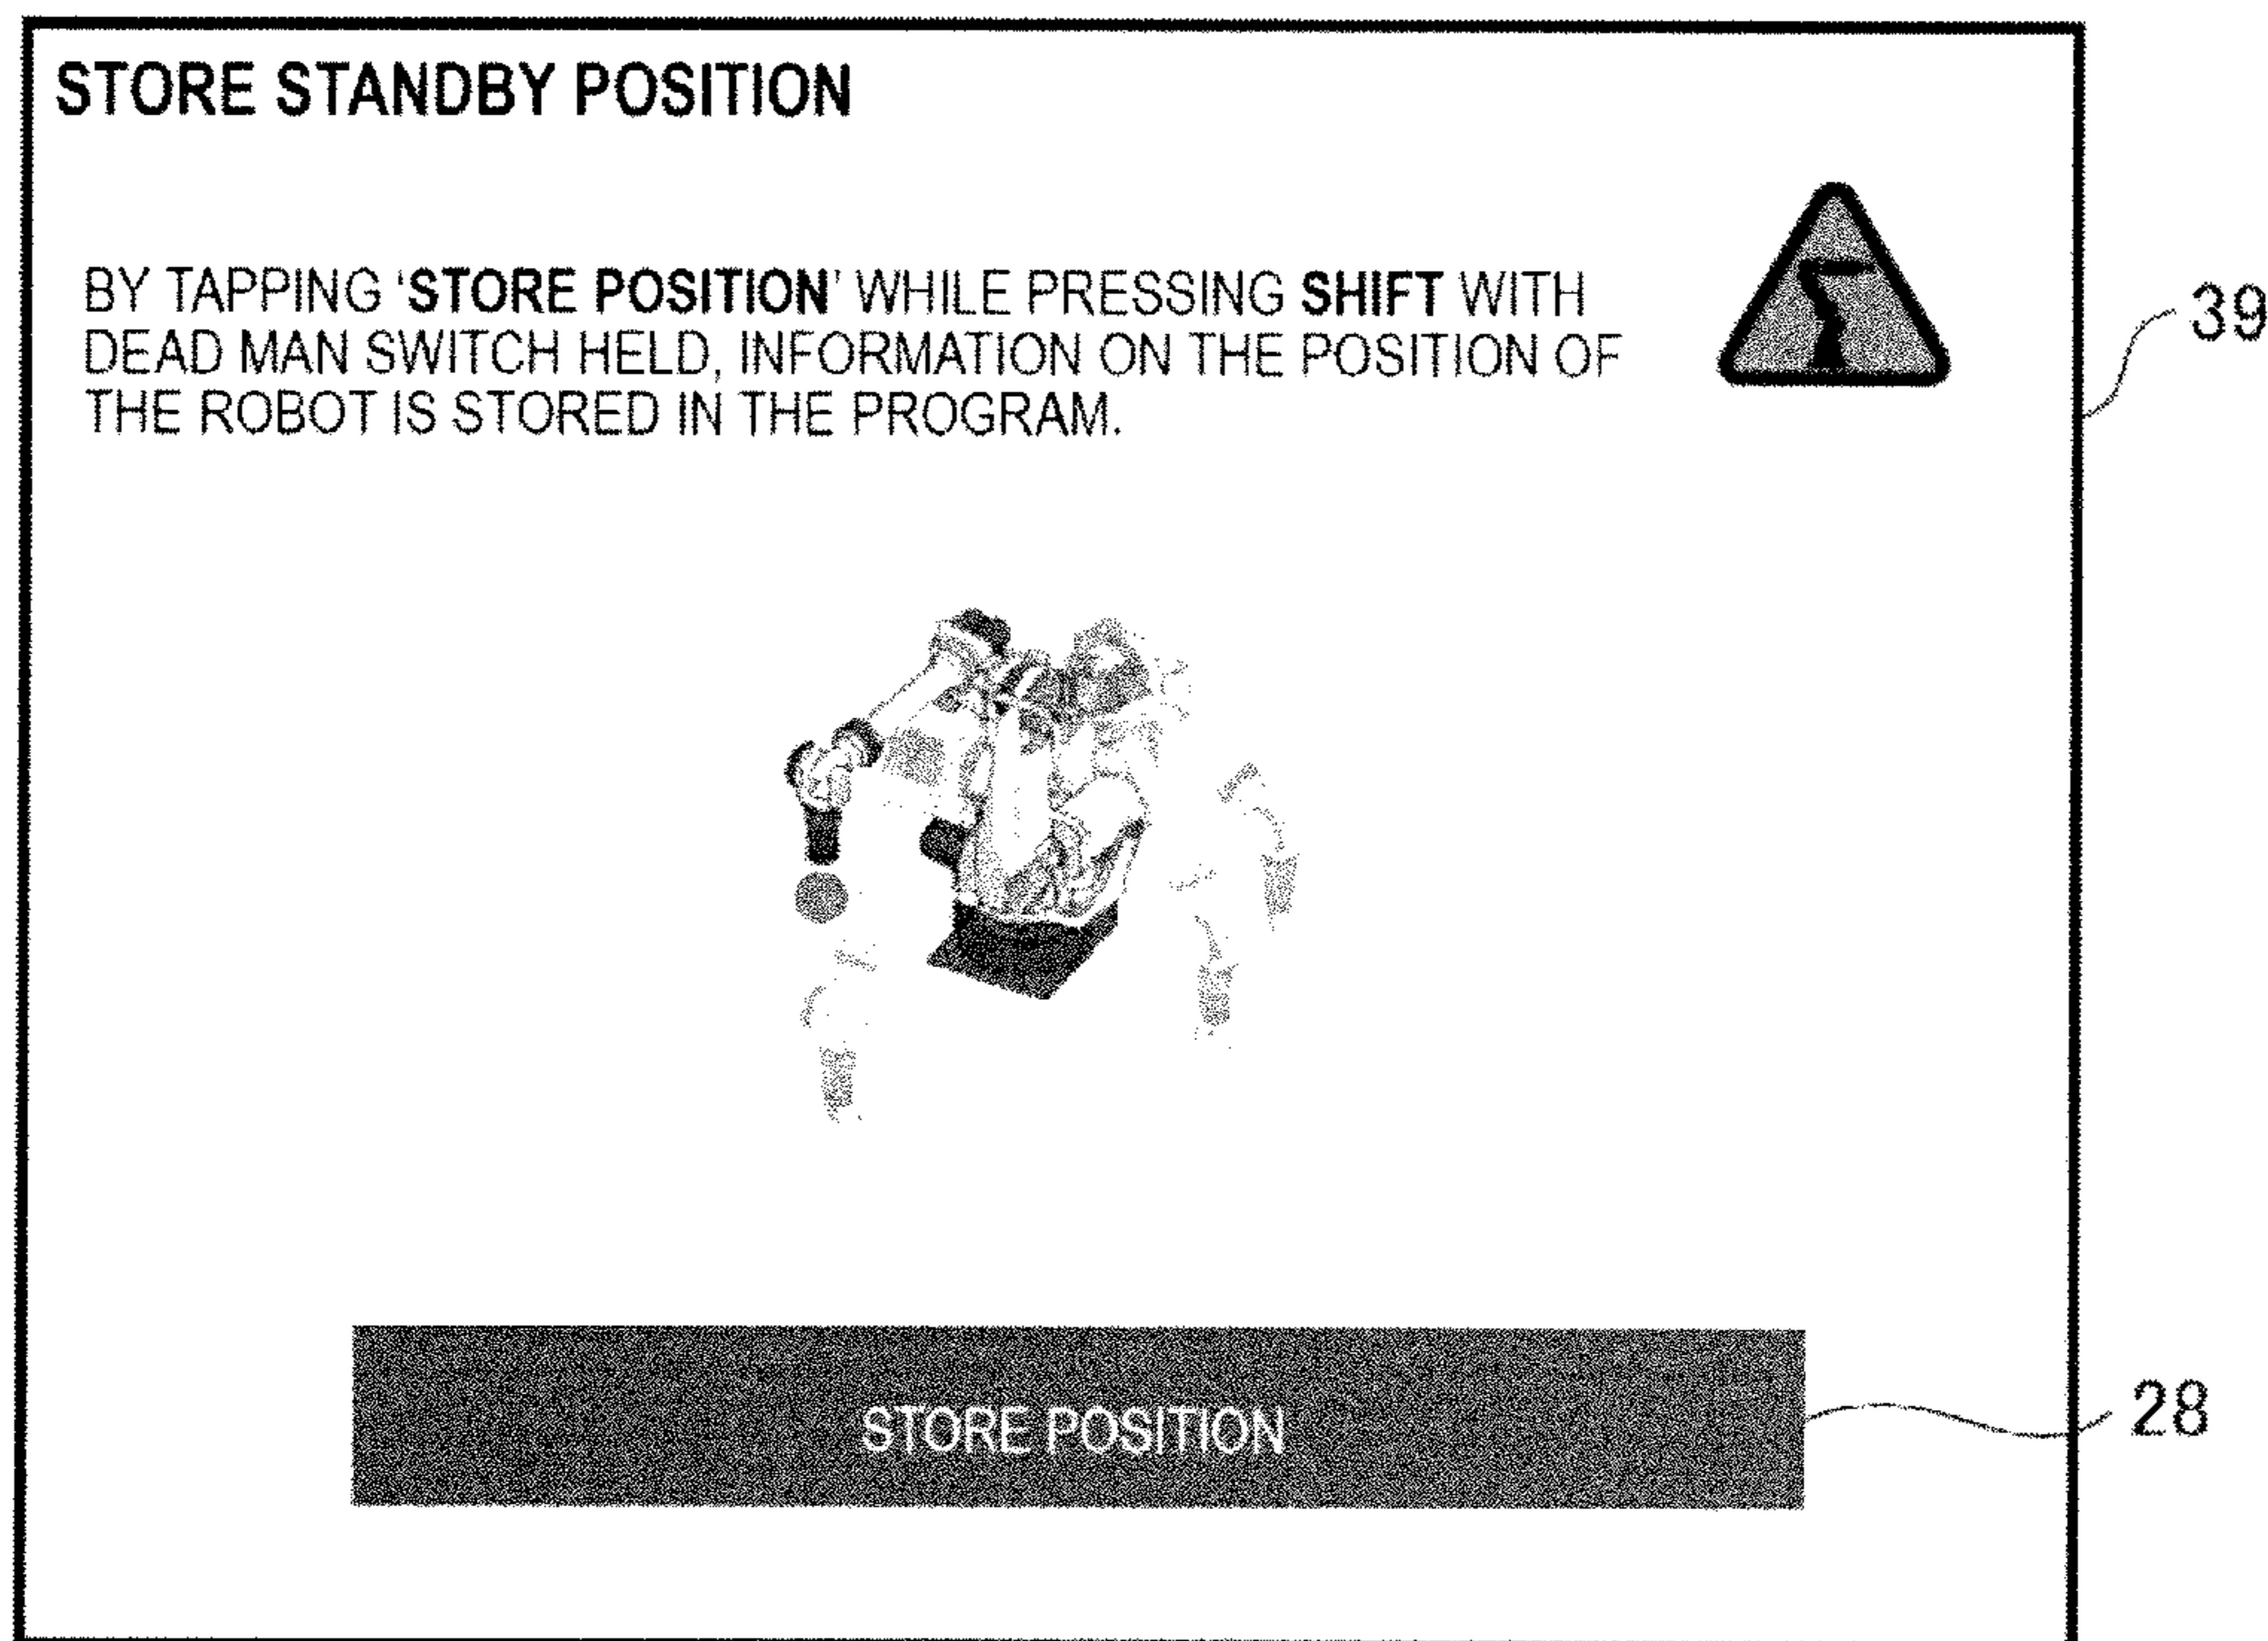 STORE STANDBY POSITION
BY TAPPING ‘STORE POSITION’ WHILE PRESSING SHIFT WITH
DEAD MAN SWITCH HELD, INFORMATION ON THE POSITION OF
THE ROBOT IS STORED IN THE PROGRAM.
39
STORE POSITION
28